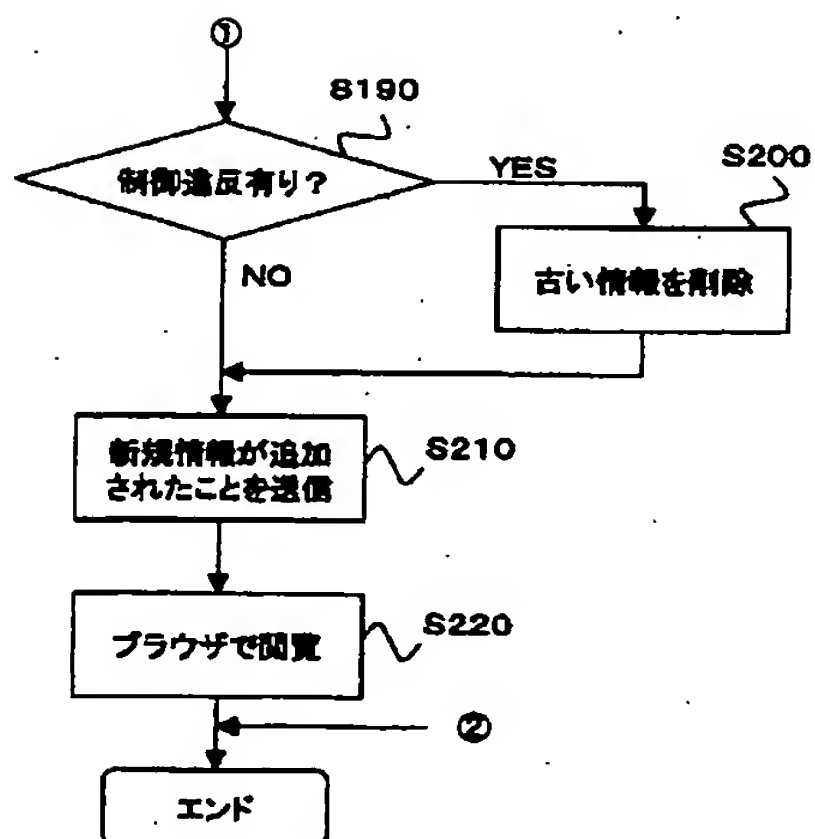 ①
S190
制御違反有り?
YES
S200
NO
古い情報を削除
新規情報が追加
されたことを送信
S210
ブラウザで閲覧
S220
②
エンド